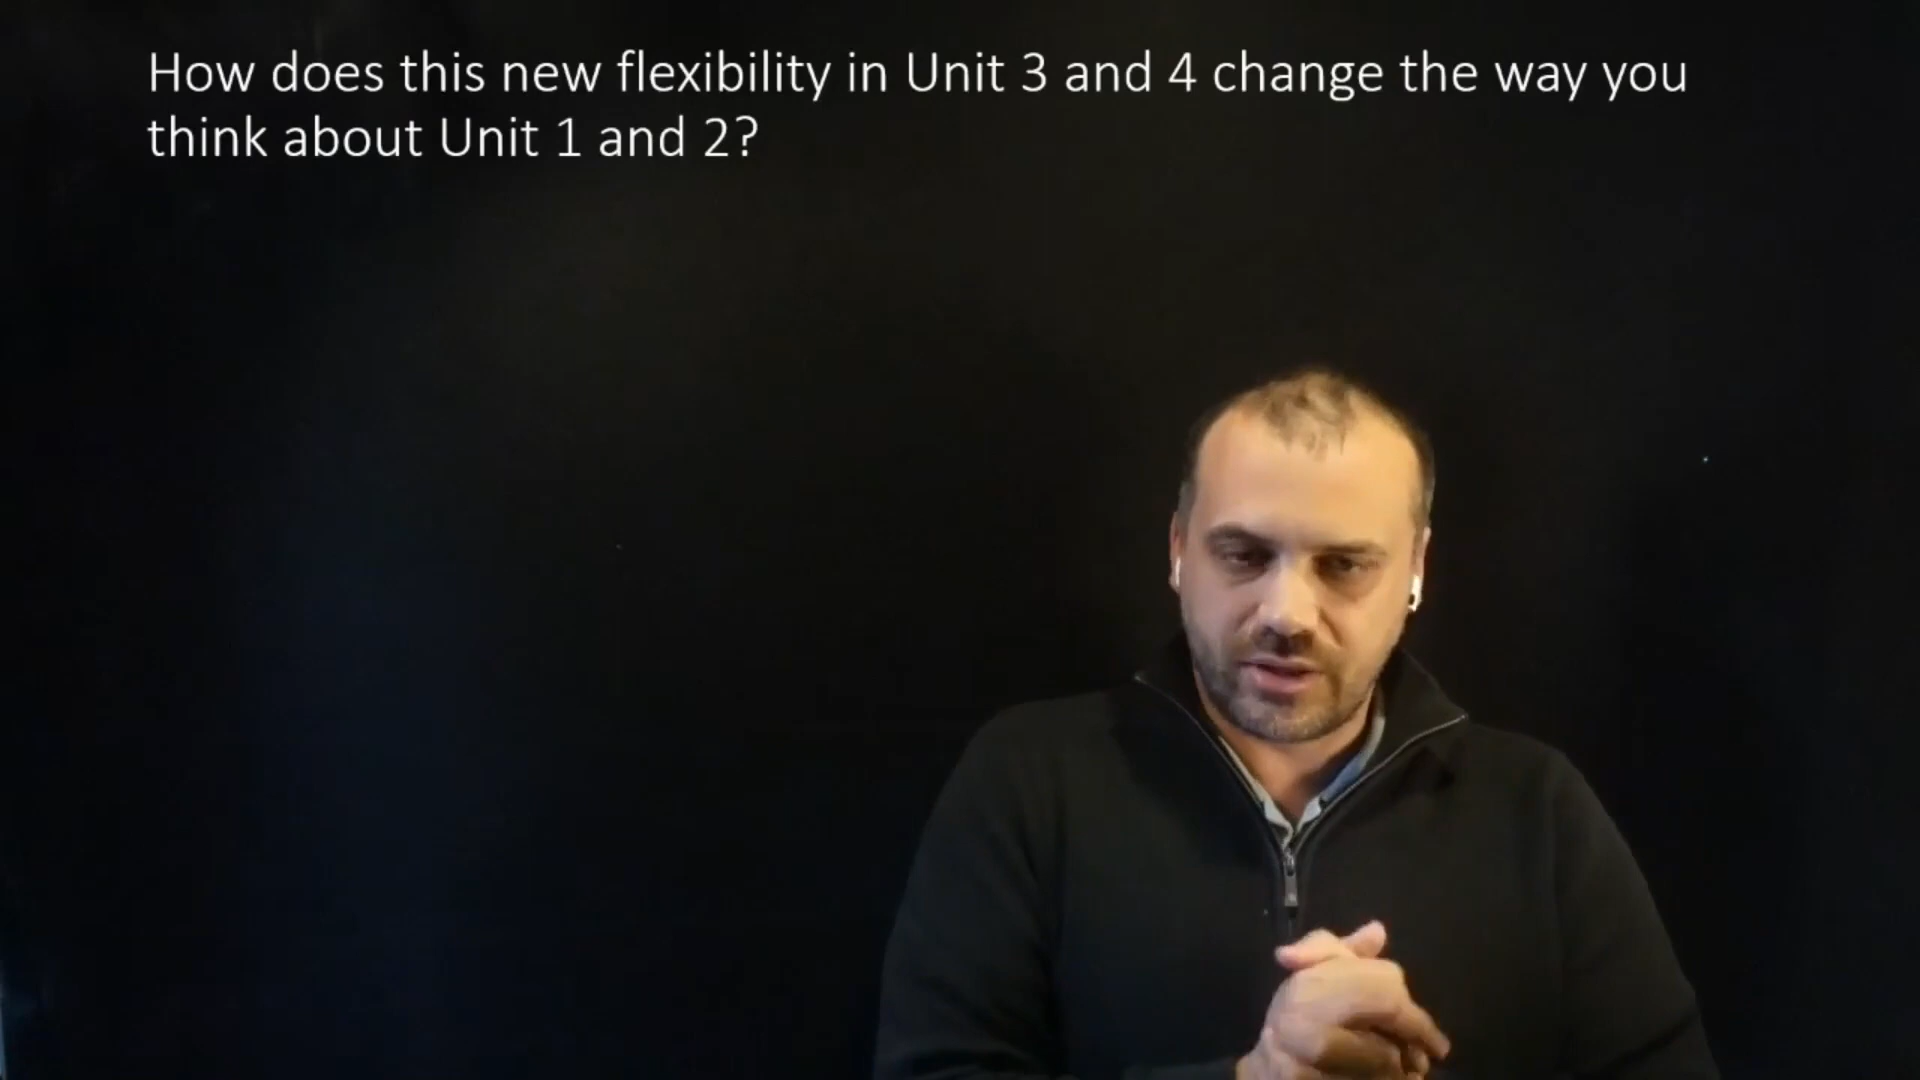 How does this new flexibility in Unit 3 and 4 change the way you
think about Unit 1 and 2?